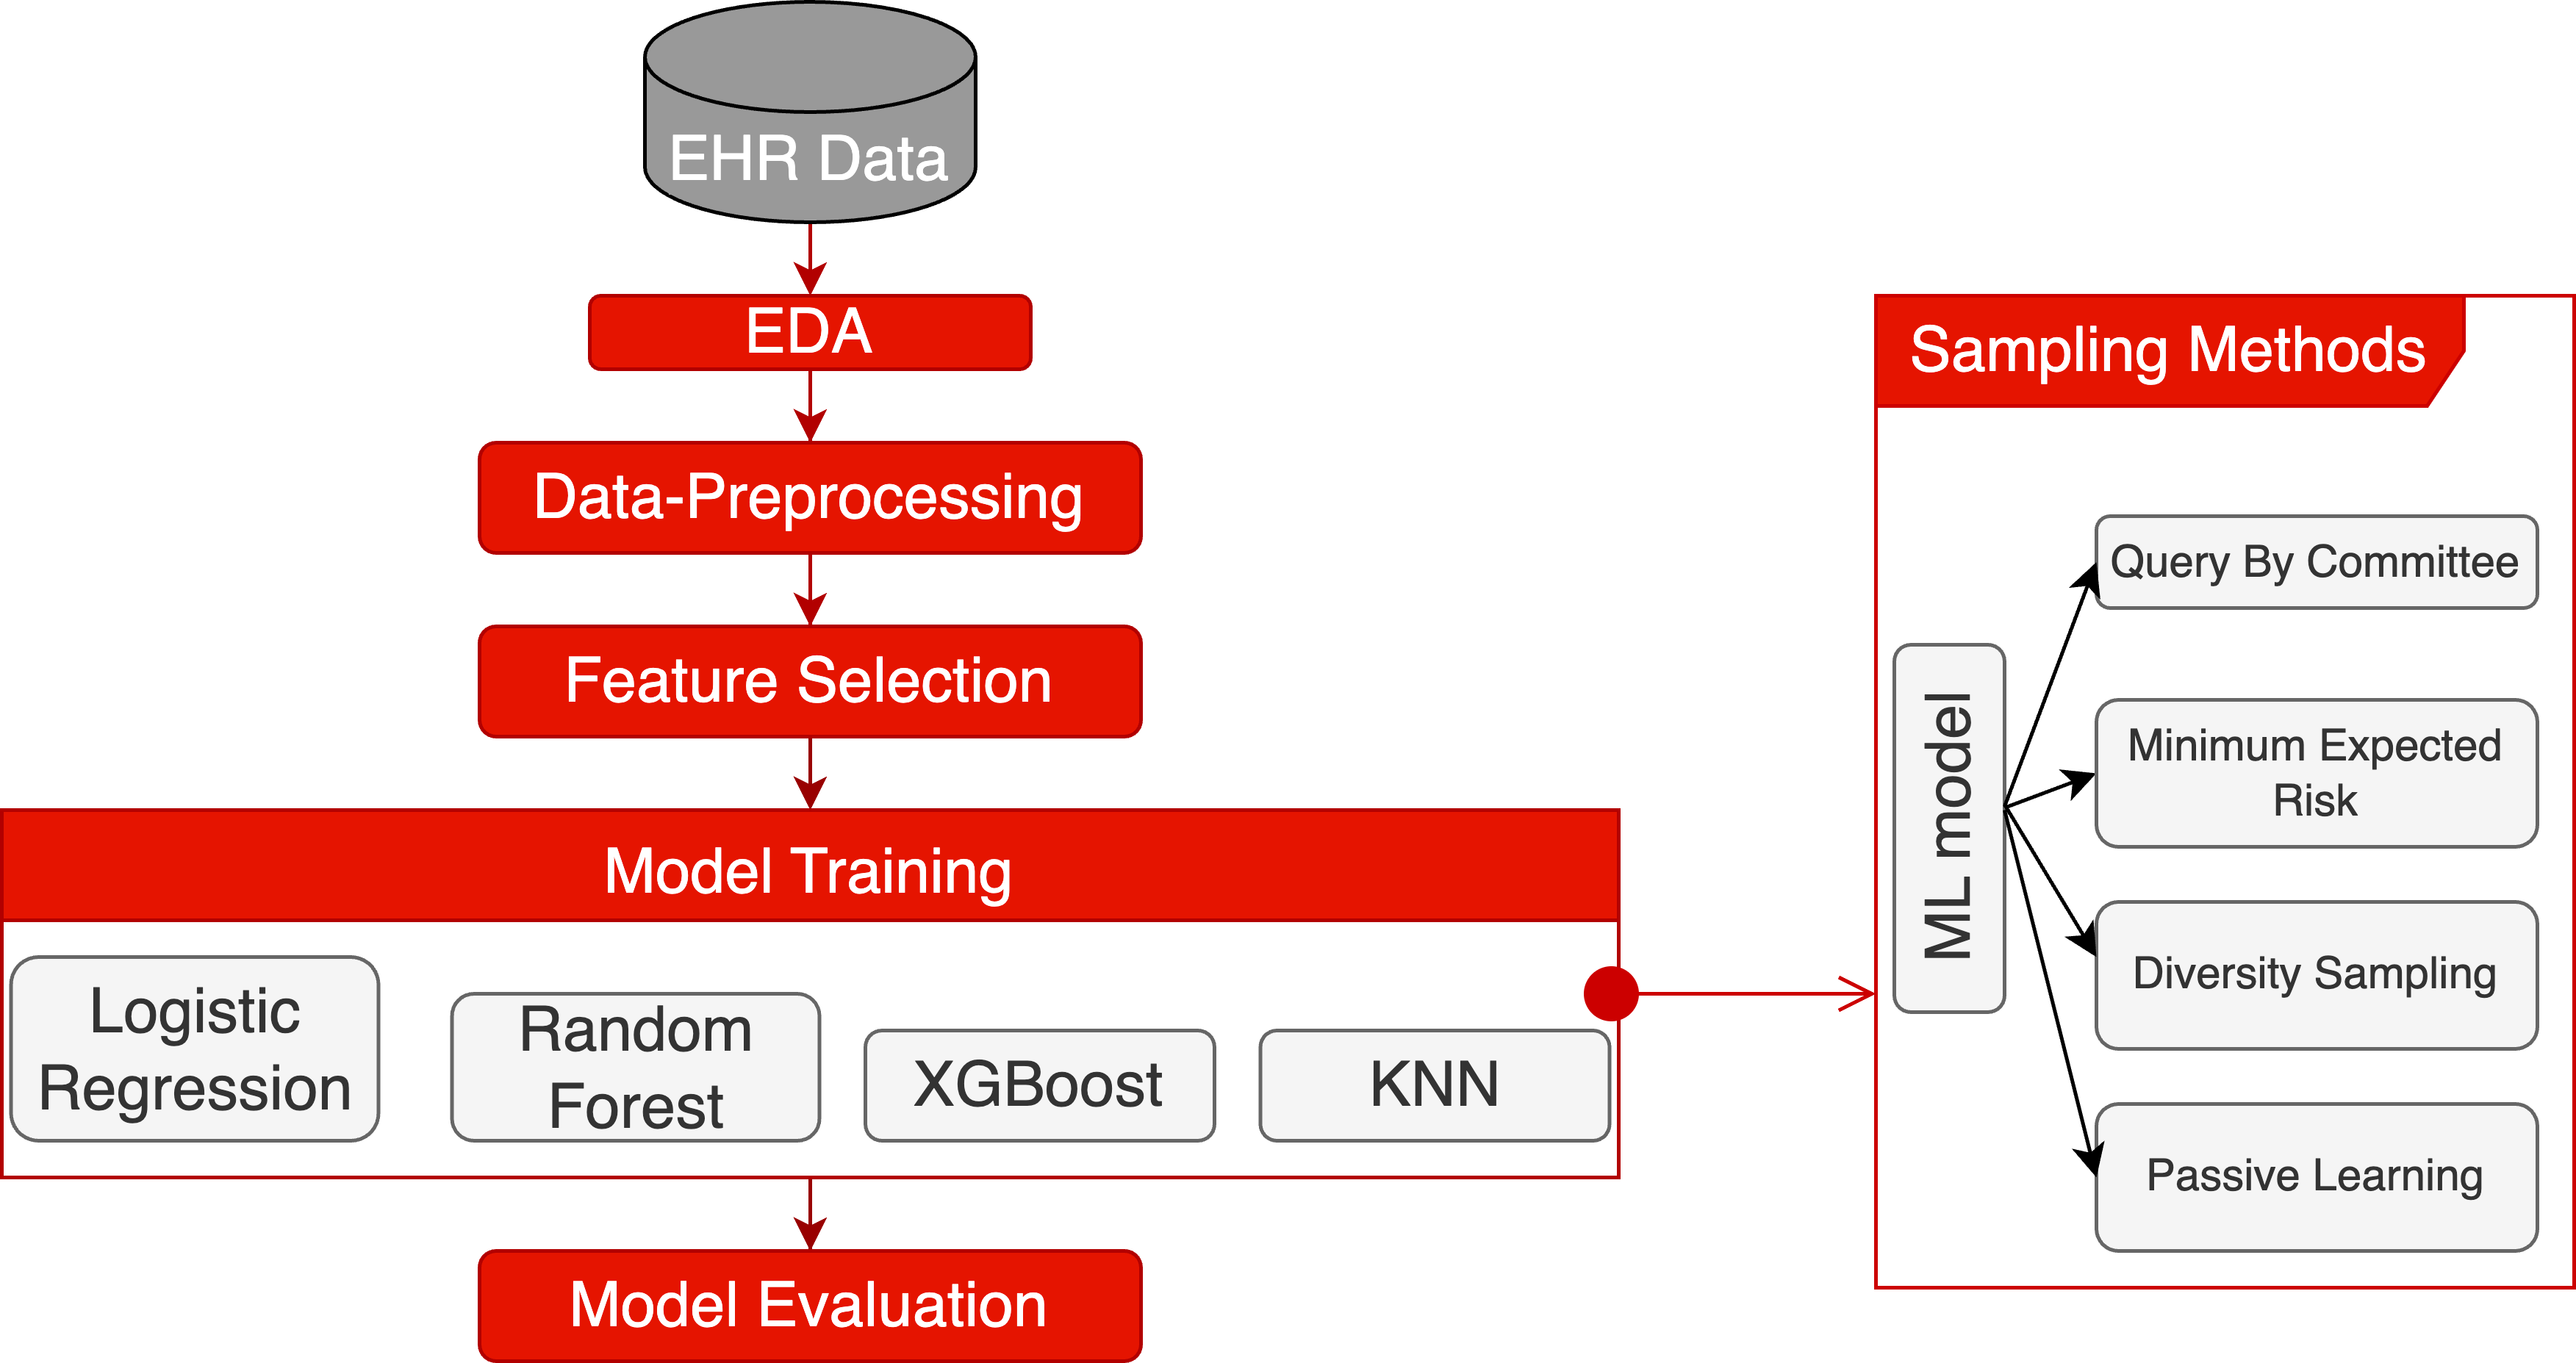 EHR Data
EDA
Data-Preprocessing
Feature Selection
Model Training
Logistic
Regression
Random
Forest
XGBoost
KNN
Model Evaluation
Sampling Methods
ML model
Query By Committee
Minimum Expected
Risk
Diversity Sampling
Passive Learning